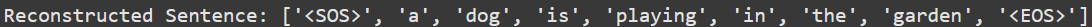 Reconstructed Sentence: ['<SOS>', 'a', 'dog', 'is', 'playing', 'in', 'the', 'garden', '<EOS>']